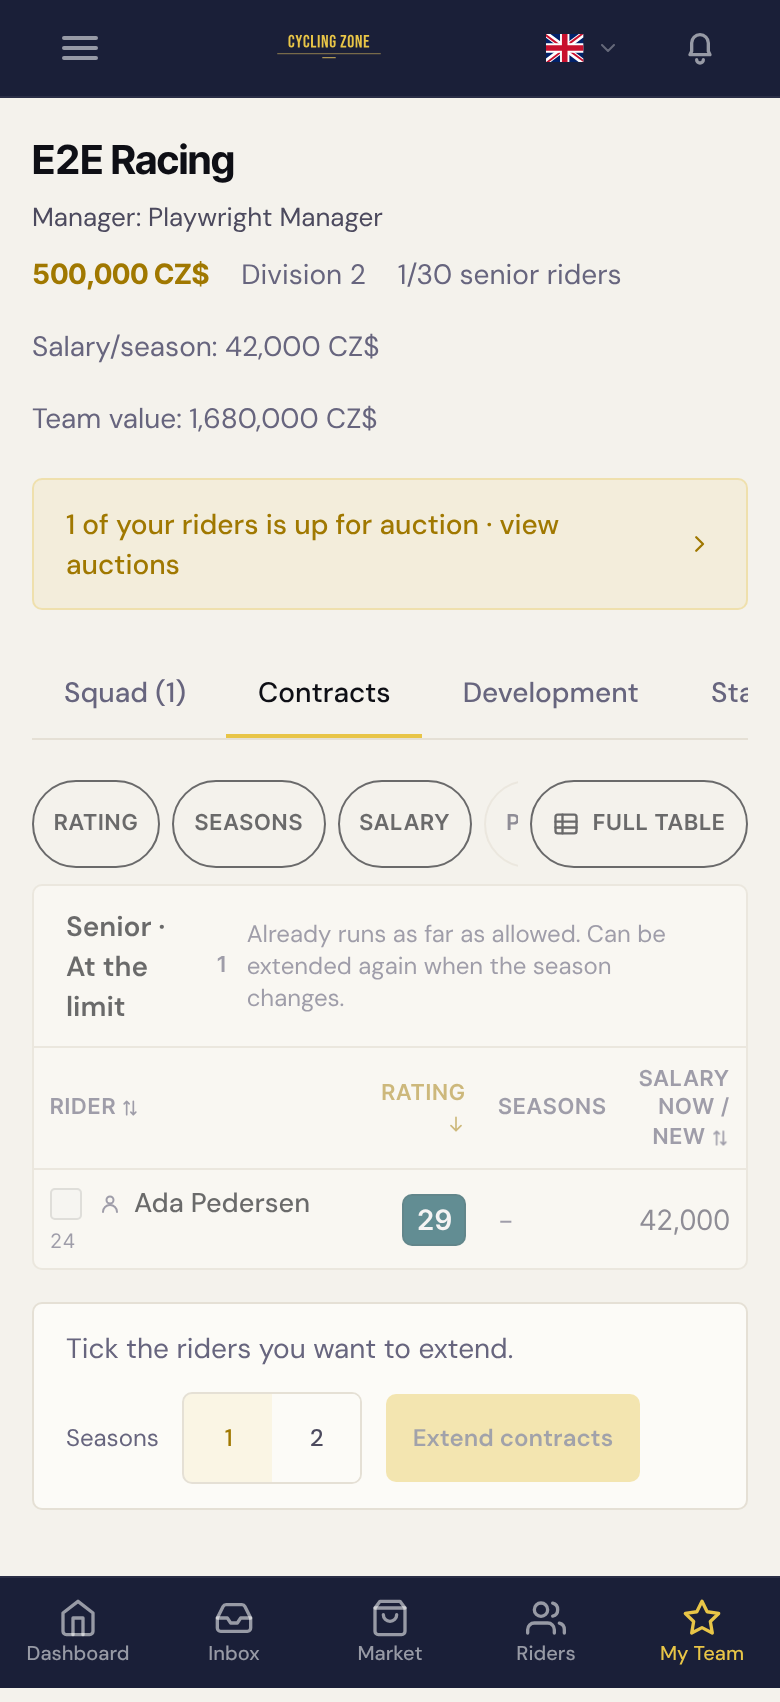 CYCLING ZONE
E2E Racing
Manager: Playwright Manager
500,000 CZ$ Division 2 1/30 senior riders
Salary/season: 42,000 CZ$
Team value: 1,680,000 CZ$
1 of your riders is up for auction · view
auctions
Squad (1) Contracts Development Sta
RATING SEASONS SALARY P FULL TABLE
Senior ·
At the
limit
1
Already runs as far as allowed. Can be
extended again when the season
changes.
RIDER ↑↓ RATING ↓ SEASONS SALARY
NOW /
NEW ↑↓
Ada Pedersen 29 – 42,000
24
Tick the riders you want to extend.
Seasons 1 2 Extend contracts
Dashboard Inbox Market Riders My Team